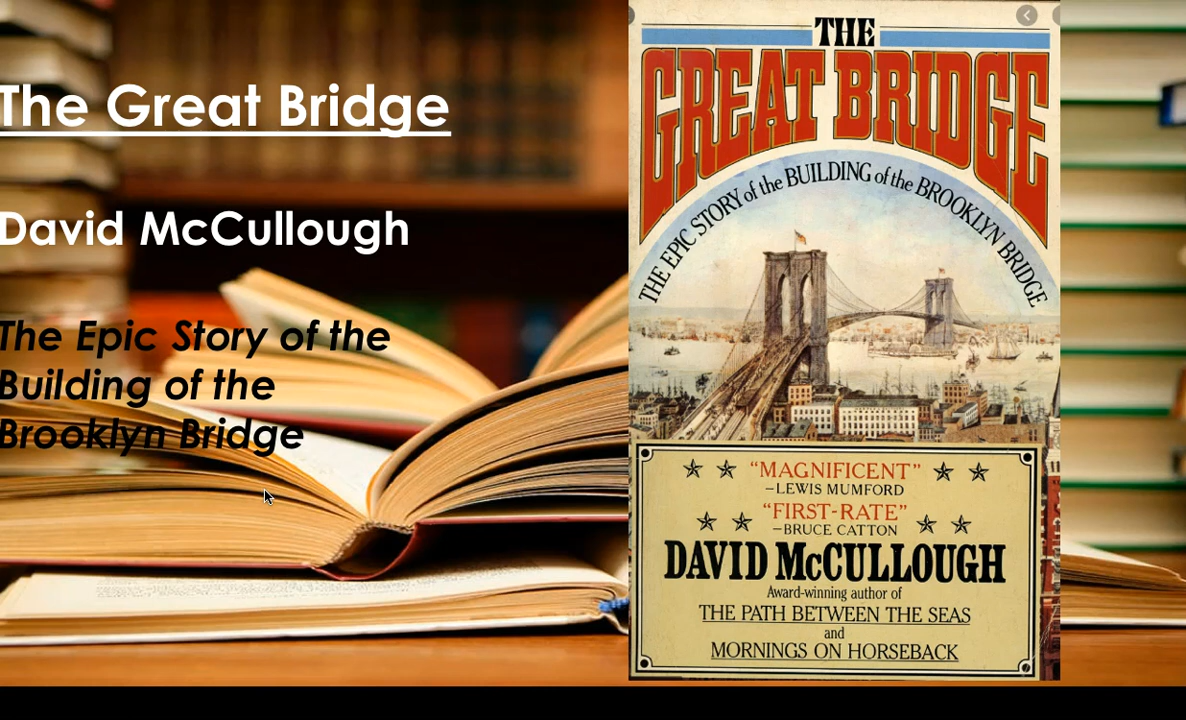 The Great Bridge
David McCullough
The Epic Story of the
Building of the
Brooklyn Bridge
THE
GREAT BRIDGE
THE EPIC STORY of the BUILDING of the BROOKLYN BRIDGE
"MAGNIFICENT"
–LEWIS MUMFORD
"FIRST-RATE"
–BRUCE CATTON
DAVID McCULLOUGH
Award-winning author of
THE PATH BETWEEN THE SEAS
and
MORNINGS ON HORSEBACK